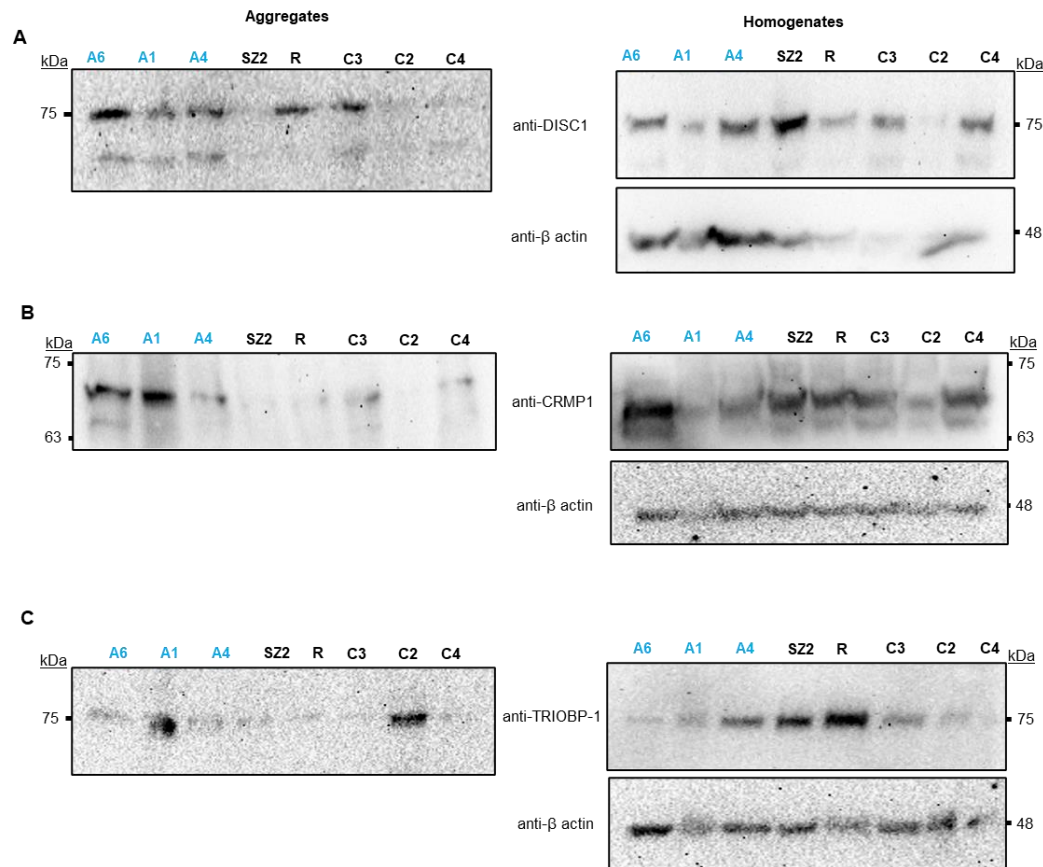 Aggregates
Homogenates
A
kDa A6 A1 A4 SZ2 R C3 C2 C4
75
anti-DISC1
A6 A1 A4 SZ2 R C3 C2 C4 kDa
75
anti-β actin
48
B
kDa A6 A1 A4 SZ2 R C3 C2 C4
75
63
anti-CRMP1
A6 A1 A4 SZ2 R C3 C2 C4 kDa
75
63
anti-β actin
48
C
kDa A6 A1 A4 SZ2 R C3 C2 C4
75
anti-TRIOBP-1
A6 A1 A4 SZ2 R C3 C2 C4 kDa
75
anti-β actin
48